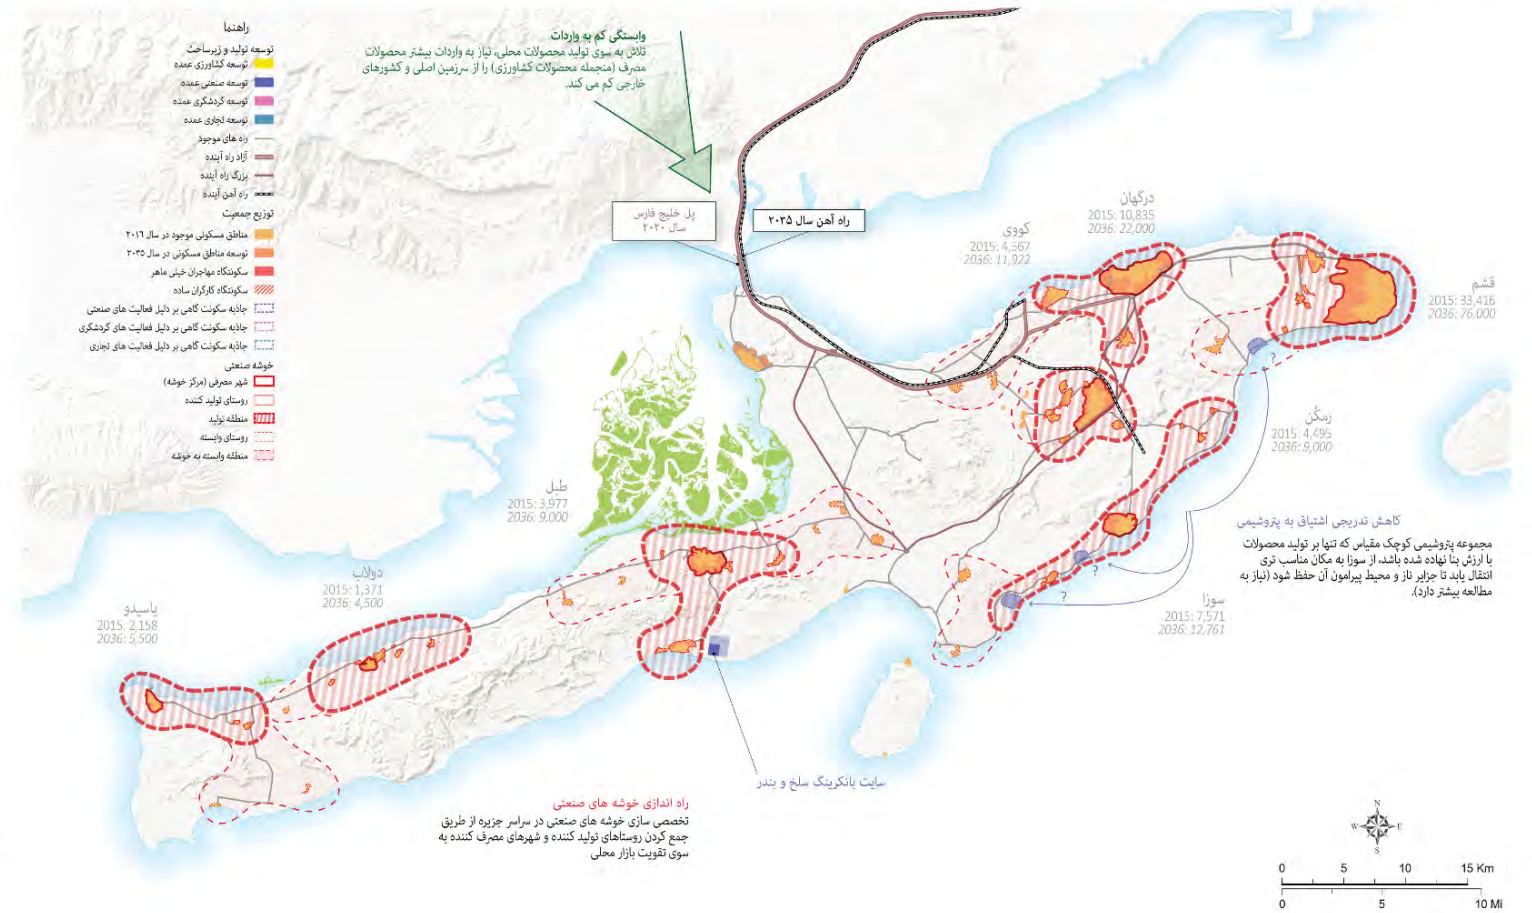 راهنما
توسعه تولید و زیرساخت
توسعه کشاورزی عمده
توسعه صنعتی عمده
توسعه گردشگری عمده
توسعه تجاری عمده
راه های موجود
آزاد راه آینده
بزرگ راه آینده
راه آهن آینده
توزیع جمعیت
مناطق مسکونی موجود در سال ۲۰۱۶
توسعه مناطق مسکونی در سال ۲۰۳۵
سکونتگاه مهاجران خیلی ماهر
سکونتگاه کارگران ساده
جاذبه سکونت گاهی بر دلیل فعالیت های صنعتی
جاذبه سکونت گاهی بر دلیل فعالیت های گردشگری
جاذبه سکونت گاهی بر دلیل فعالیت های تجاری
خوشه صنعتی
شهر مصرفی (مرکز خوشه)
روستای تولید کننده
منطقه تولید
روستای وابسته
منطقه وابسته به خوشه
وابستگی کم به واردات
تلاش به سوی تولید محصولات محلی، نیاز به واردات بیشتر محصولات
مصرف (منجمله محصولات کشاورزی) را از سرزمین اصلی و کشورهای
خارجی کم می کند.
پل خلیج فارس
سال ۲۰۲۰
راه آهن سال ۲۰۳۵
درگهان
2015: 10,835
2036: 22,000
کووی
2015: 4,567
2036: 11,922
قشم
2015: 33,416
2036: 76,000
?
رمکُن
2015: 4,495
2036: 9,000
طبل
2015: 3,977
2036: 9,000
کاهش تدریجی اشتیاق به پتروشیمی
مجموعه پتروشیمی کوچک مقیاس که تنها بر تولید محصولات
با ارزش بنا نهاده شده باشد، از سوزا به مکان مناسب تری
انتقال یابد تا جزایر ناز و محیط پیرامون آن حفظ شود (نیاز به
مطالعه بیشتر دارد).
?
?
سوزا
2015: 7,571
2036: 12,761
دولاب
2015: 1,371
2036: 4,500
باسیدو
2015: 2,158
2036: 5,500
سایت بانکرینگ سلخ و بندر
راه اندازی خوشه های صنعتی
تخصصی سازی خوشه های صنعتی در سراسر جزیره از طریق
جمع کردن روستاهای تولید کننده و شهرهای مصرف کننده به
سوی تقویت بازار محلی
N
W E
S
0 5 10 15 Km
0 5 10 Mi